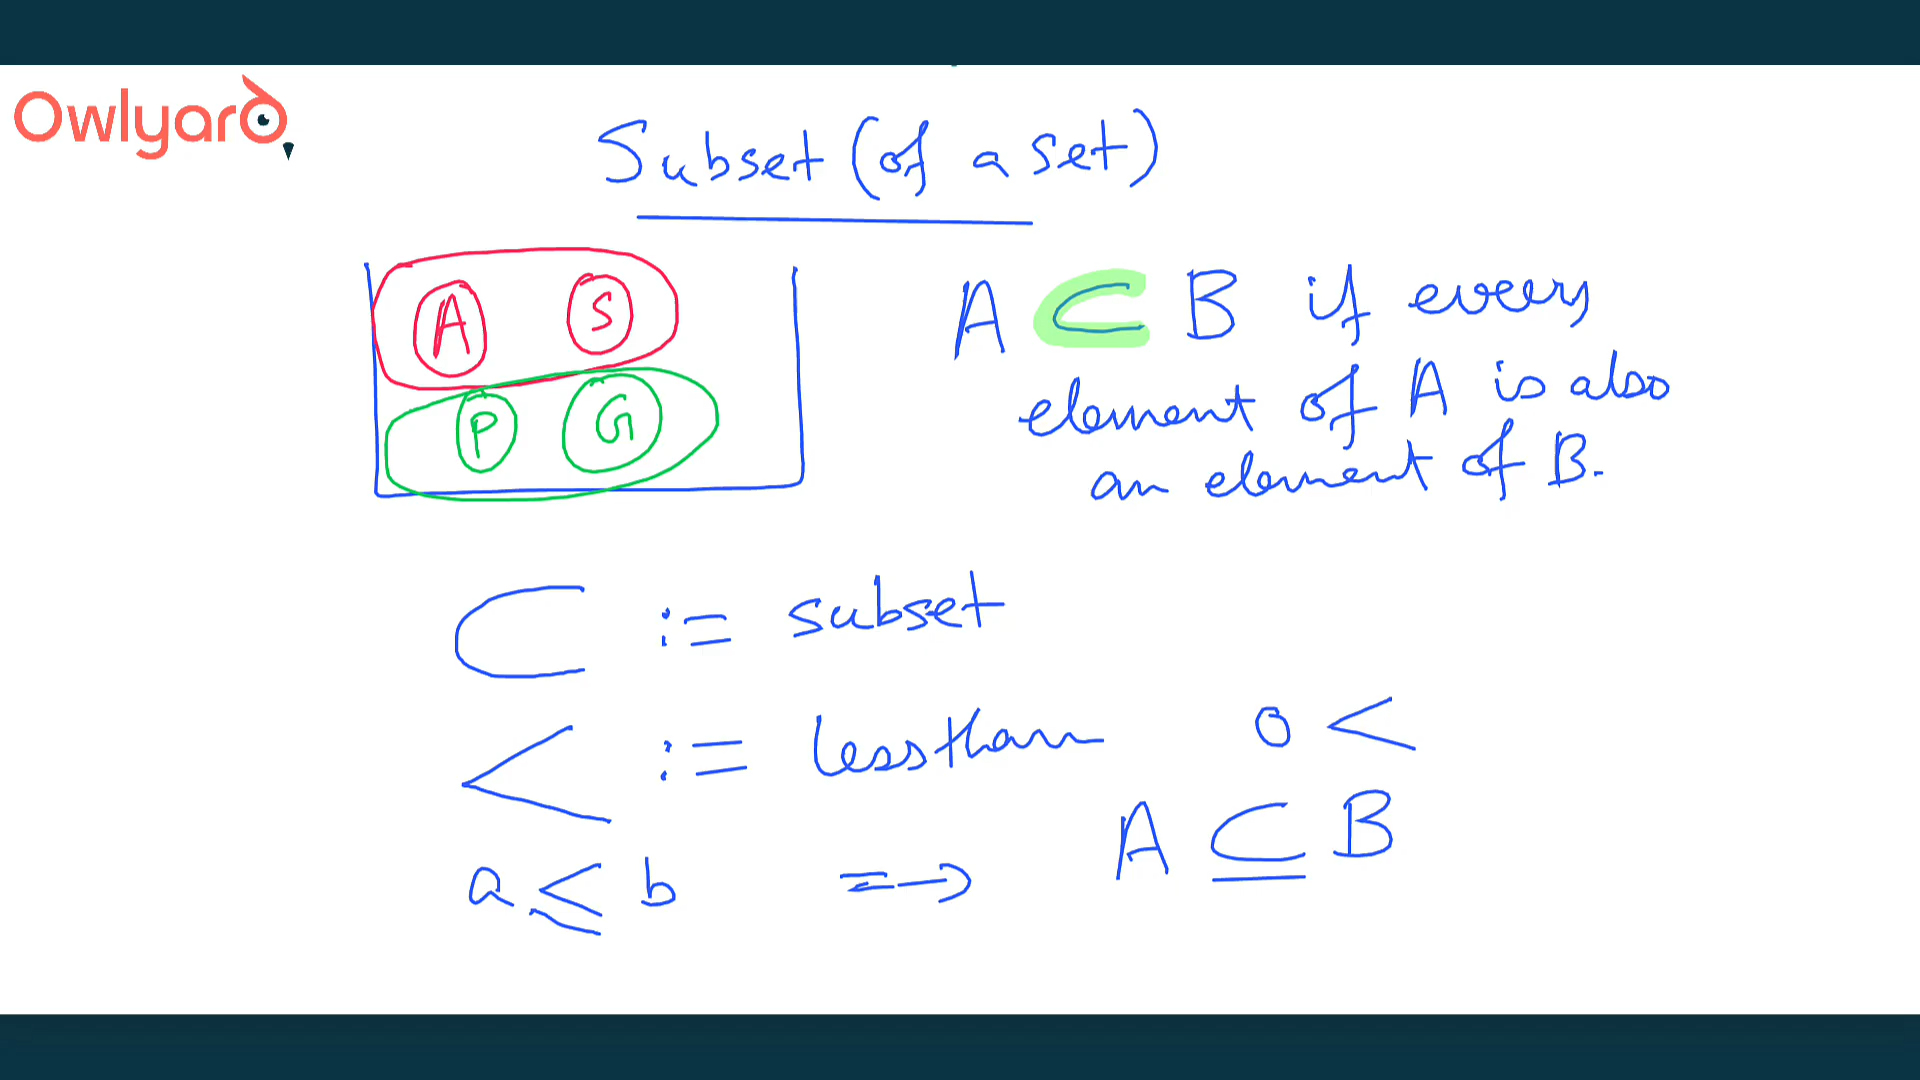 Owlyard
Subset (of a set)
A S
P G
A ⊂ B if every
element of A is also
an element of B.
⊂ := subset
< := less than
0 <
a ≤ b => A ⊆ B